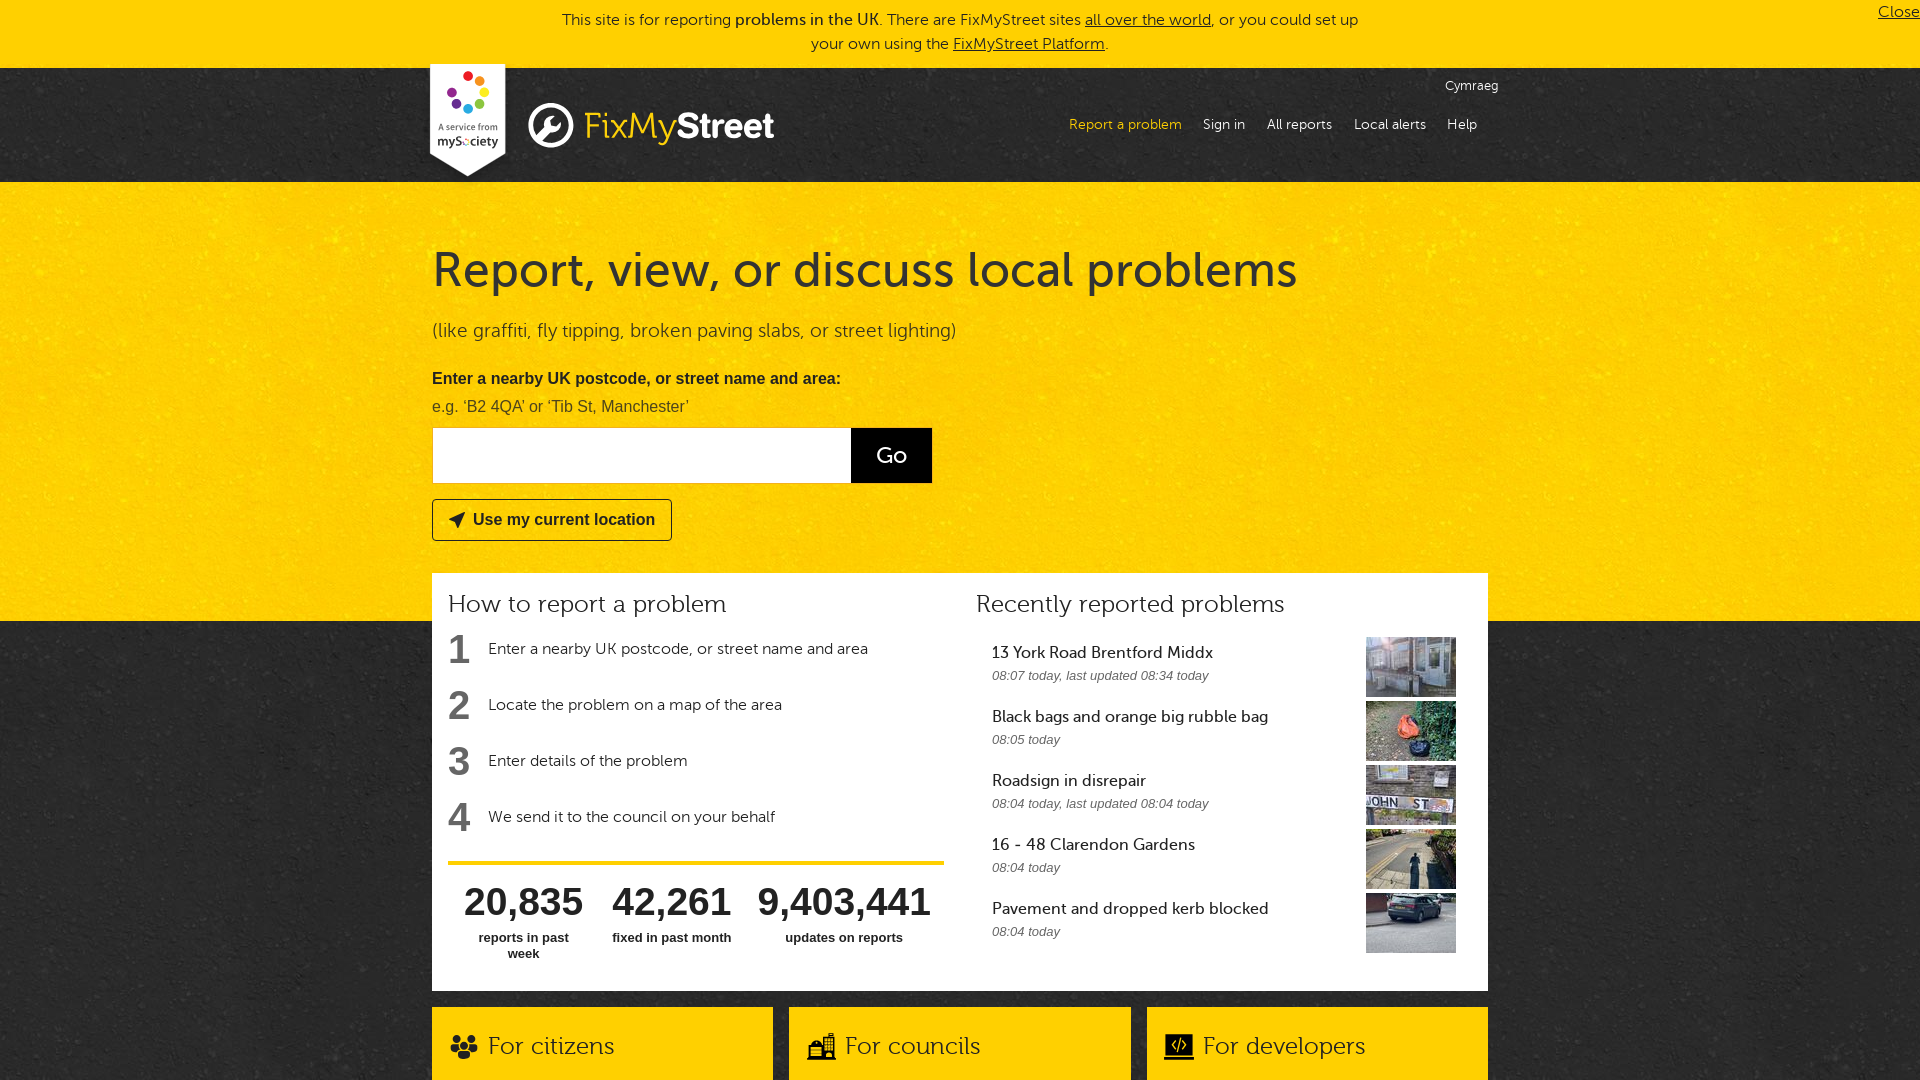 This site is for reporting problems in the UK. There are FixMyStreet sites all over the world, or you could set up
your own using the FixMyStreet Platform.
Close
Cymraeg
A service from
mySociety
FixMyStreet
Report a problem
Sign in
All reports
Local alerts
Help
Report, view, or discuss local problems
(like graffiti, fly tipping, broken paving slabs, or street lighting)
Enter a nearby UK postcode, or street name and area:
e.g. ‘B2 4QA’ or ‘Tib St, Manchester’
Go
Use my current location
How to report a problem
1 Enter a nearby UK postcode, or street name and area
2 Locate the problem on a map of the area
3 Enter details of the problem
4 We send it to the council on your behalf
20,835
reports in past
week
42,261
fixed in past month
9,403,441
updates on reports
Recently reported problems
13 York Road Brentford Middx
08:07 today, last updated 08:34 today
Black bags and orange big rubble bag
08:05 today
Roadsign in disrepair
08:04 today, last updated 08:04 today
JOHN ST
16 - 48 Clarendon Gardens
08:04 today
Pavement and dropped kerb blocked
08:04 today
For citizens
For councils
For developers